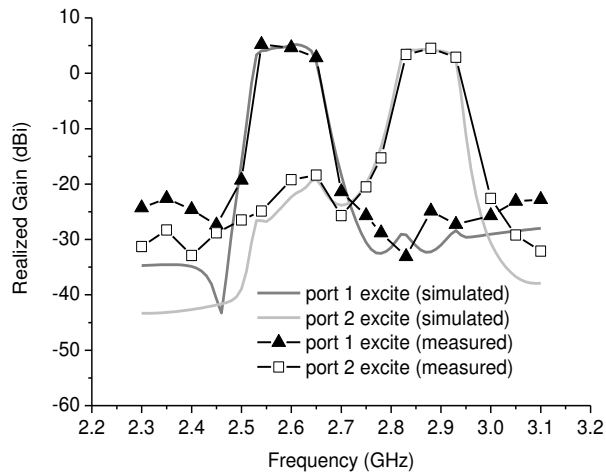 10
0
-10
-20
-30
-40
-50
-60
Realized Gain (dBi)
port 1 excite (simulated)
port 2 excite (simulated)
port 1 excite (measured)
port 2 excite (measured)
2.2 2.3 2.4 2.5 2.6 2.7 2.8 2.9 3.0 3.1 3.2
Frequency (GHz)